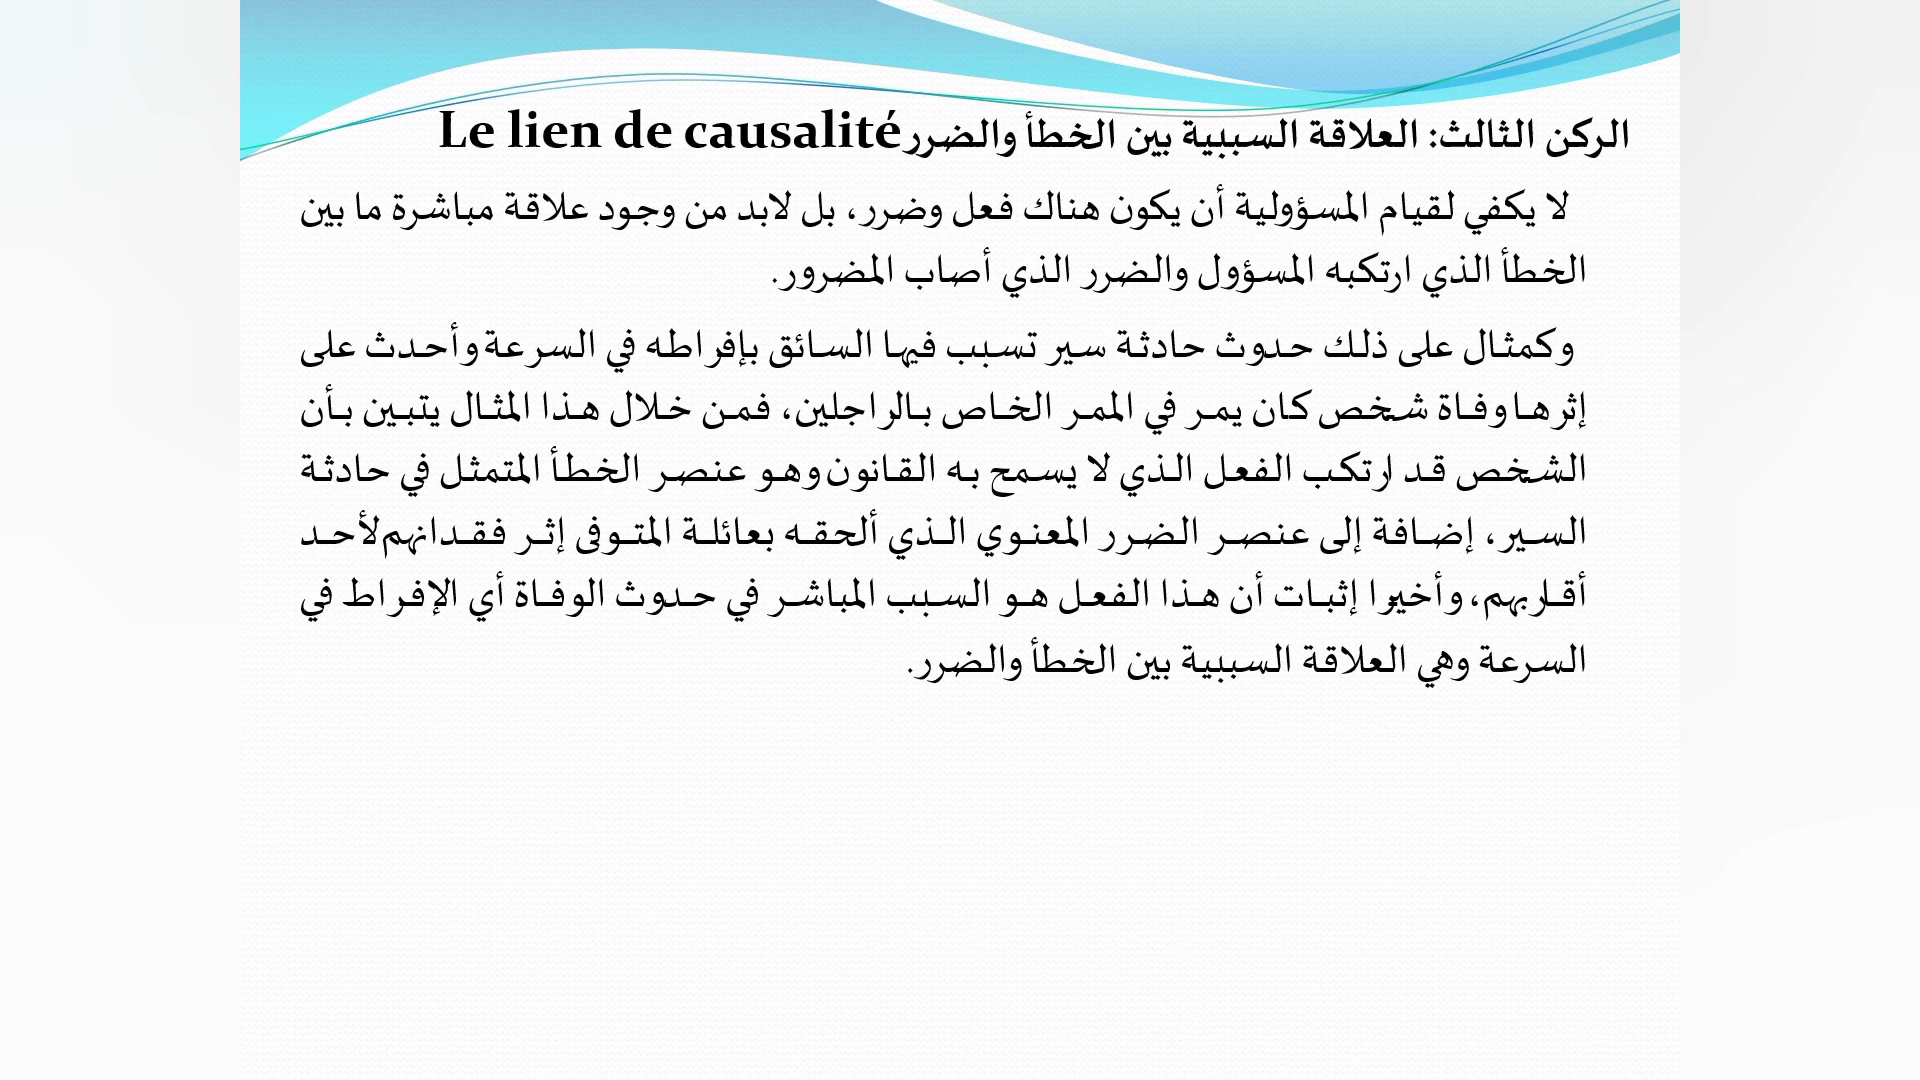 الركن الثالث: العلاقة السببية بين الخطأ والضررLe lien de causalité
لا يكفي لقيام المسؤولية أن يكون هناك فعل وضرر، بل لابد من وجود علاقة مباشرة ما بين
الخطأ الذي ارتكبه المسؤول والضرر الذي أصاب المضرور.
وكمثال على ذلك حدوث حادثة سير تسبب فيها السائق بإفراطه في السرعة وأحدث على
إثرها وفاة شخص كان يمر في الممر الخاص بالراجلين، فمن خلال هذا المثال يتبين بأن
الشخص قد ارتكب الفعل الذي لا يسمح به القانون وهو عنصر الخطأ المتمثل في حادثة
السير، إضافة إلى عنصر الضرر المعنوي الذي ألحقه بعائلة المتوفى إثر فقدانهم لأحد
أقاربهم، وأخيرا إثبات أن هذا الفعل هو السبب المباشر في حدوث الوفاة أي الإفراط في
السرعة وهي العلاقة السببية بين الخطأ والضرر.